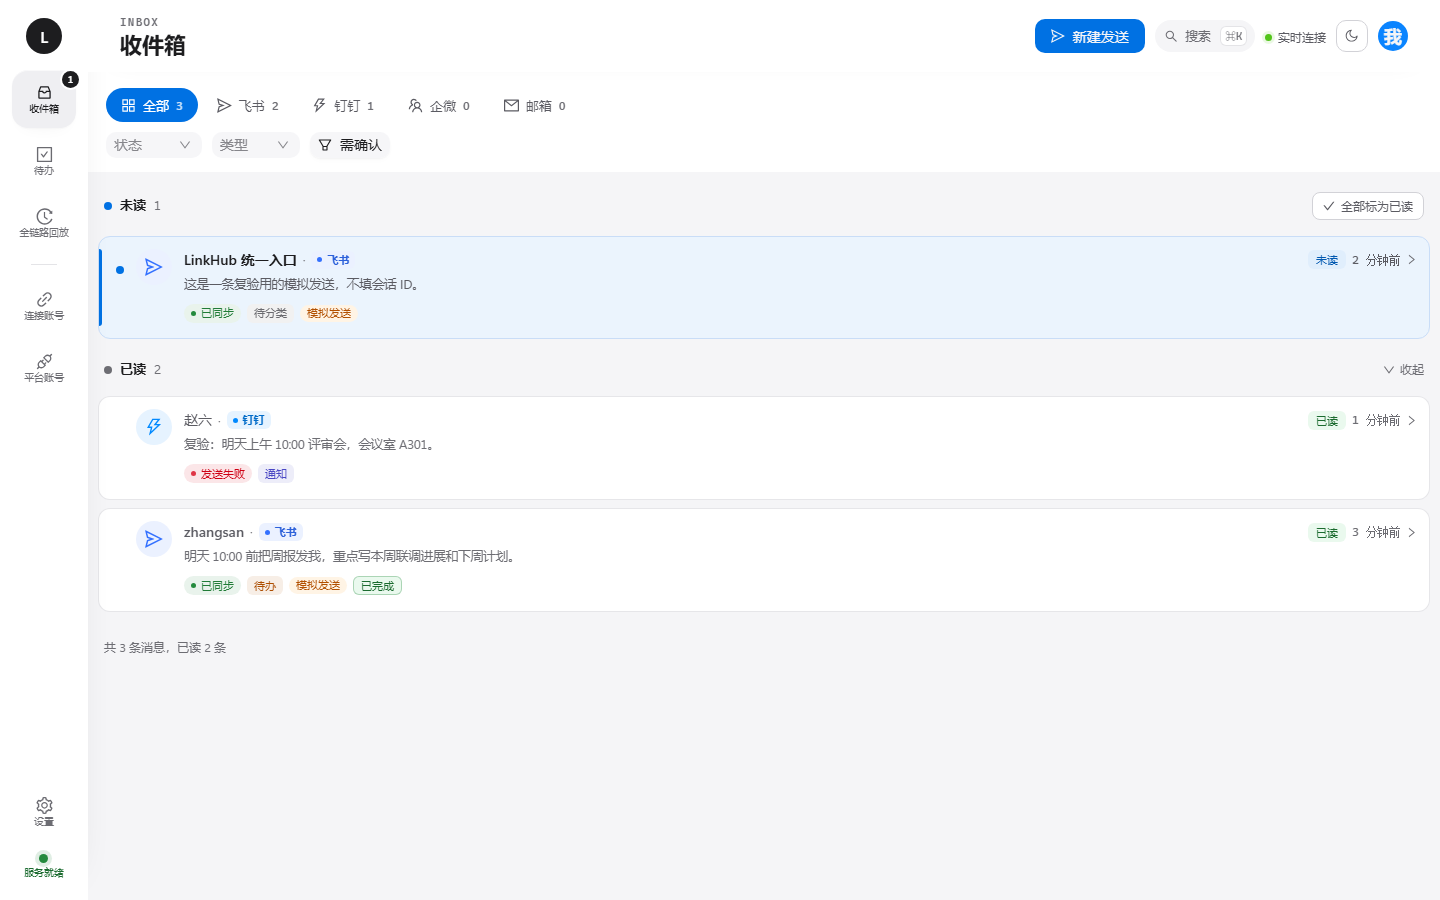 L
1
收件箱
待办
全链路回放
连接账号
平台账号
设置
服务就绪
INBOX
收件箱
新建发送
搜索 ⌘K
实时连接
我
全部 3 飞书 2 钉钉 1 企微 0 邮箱 0
状态 类型 需确认
未读 1 全部标为已读
LinkHub 统一入口 · 飞书 未读 2 分钟前
这是一条复验用的模拟发送，不填会话 ID。
已同步 待分类 模拟发送
已读 2 收起
赵六 · 钉钉 已读 1 分钟前
复验：明天上午 10:00 评审会，会议室 A301。
发送失败 通知
zhangsan · 飞书 已读 3 分钟前
明天 10:00 前把周报发我，重点写本周联调进展和下周计划。
已同步 待办 模拟发送 已完成
共 3 条消息，已读 2 条